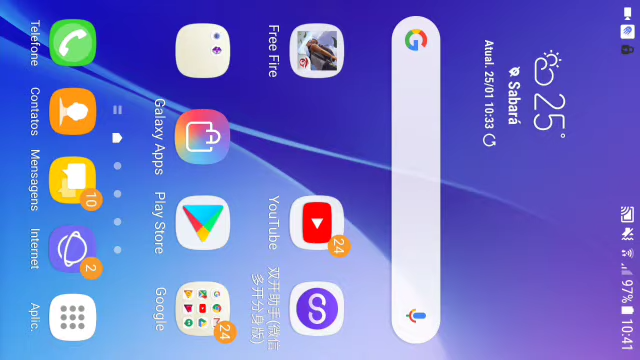 97% 10:41
25°
Sabará
Atual. 25/01 10:33
Free Fire
YouTube
24
双开助手(微信
多开分身版)
Galaxy Apps
Play Store
Google
24
Telefone
Contatos
Mensagens
10
Internet
2
Aplic.